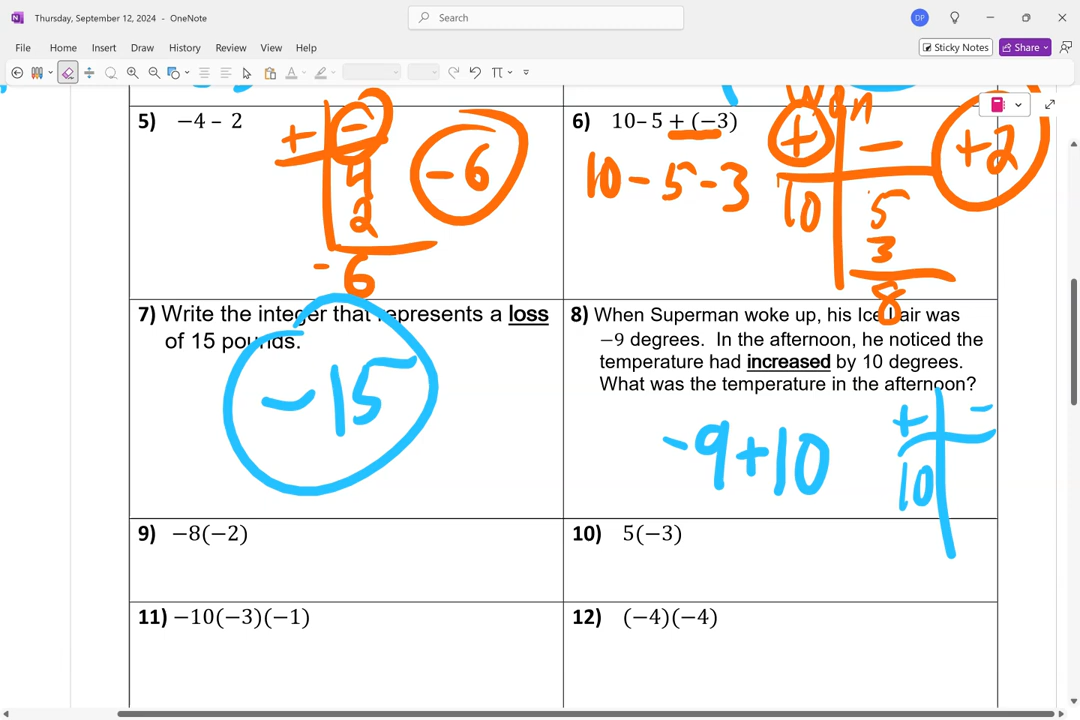 Thursday, September 12, 2024 - OneNote
Search
DP
File Home Insert Draw History Review View Help
Sticky Notes
Share
5) −4 – 2
+ −
4
2
- 6
-6
6) 10– 5 + (−3)
10 - 5 - 3
+ −
10 5
3
8
+2
7) Write the integer that represents a loss
of 15 pounds.
-15
8) When Superman woke up, his Ice Lair was
−9 degrees. In the afternoon, he noticed the
temperature had increased by 10 degrees.
What was the temperature in the afternoon?
-9+10
+ -
10
9) −8(−2)
10) 5(−3)
11) −10(−3)(−1)
12) (−4)(−4)